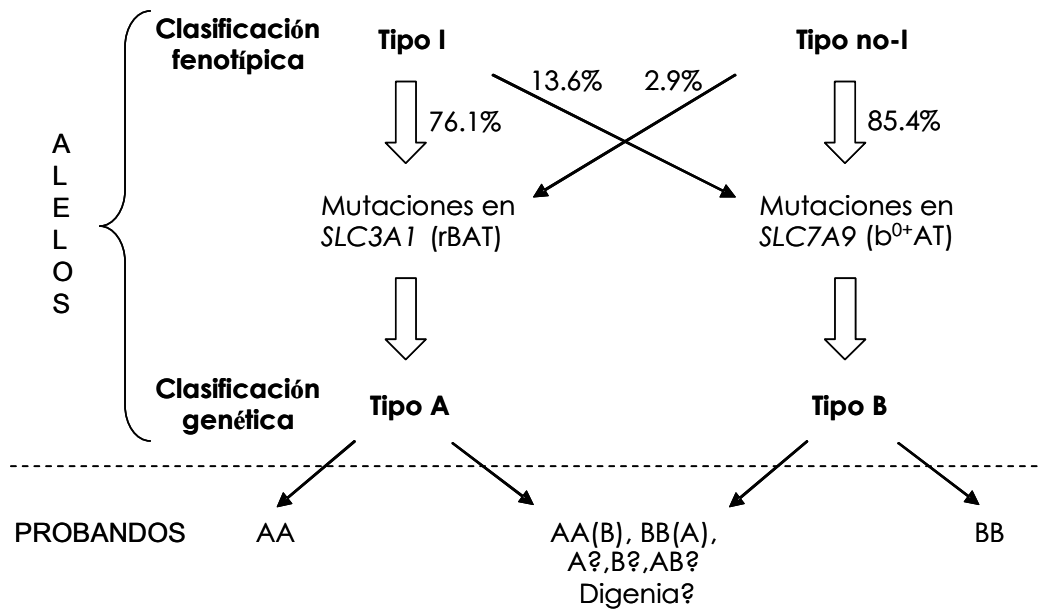 Clasificación
fenotípica
Tipo I
Tipo no-I
13.6%
2.9%
76.1%
85.4%
A
L
E
L
O
S
Mutaciones en
SLC3A1 (rBAT)
Mutaciones en
SLC7A9 (b⁰⁺AT)
Clasificación
genética
Tipo A
Tipo B
PROBANDOS
AA
AA(B), BB(A),
A?,B?,AB?
Digenia?
BB